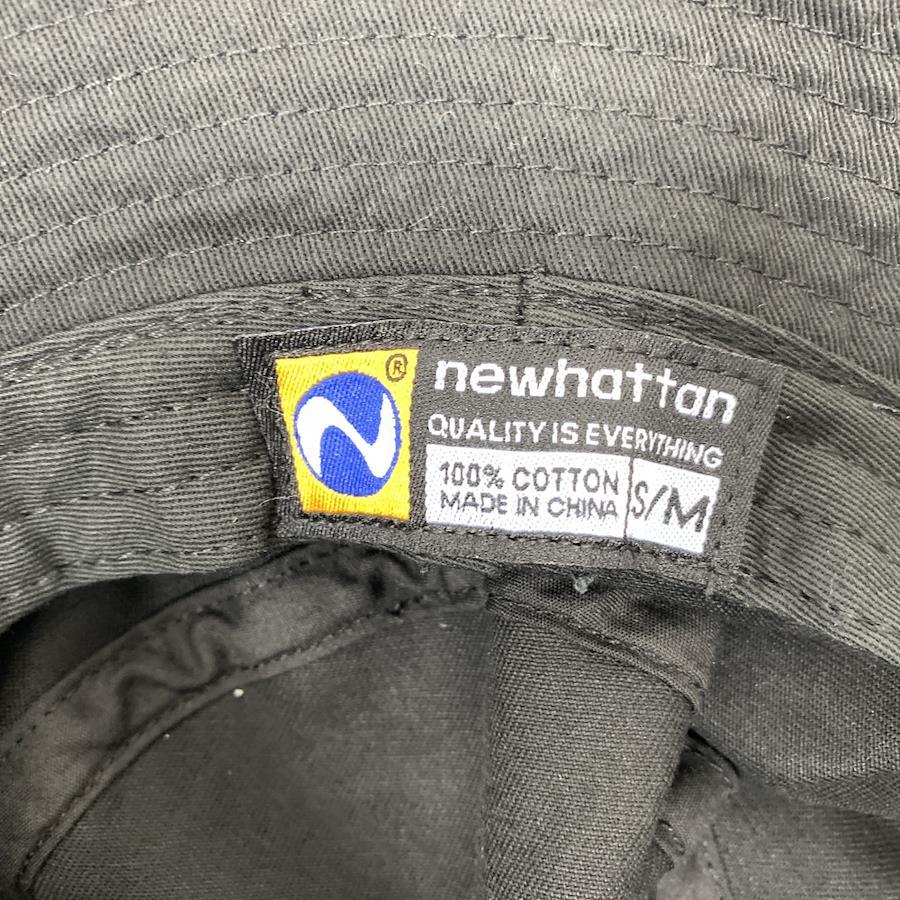 ® newhattan
QUALITY IS EVERYTHING
100% COTTON
MADE IN CHINA
S/M